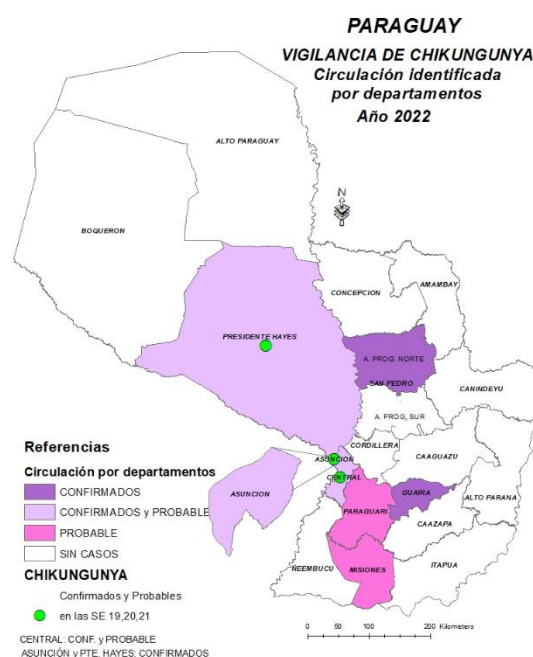 PARAGUAY
VIGILANCIA DE CHIKUNGUNYA
Circulación identificada
por departamentos
Año 2022
ALTO PARAGUAY
N
BOQUERON
CONCEPCION
AMAMBAY
PRESIDENTE HAYES
A. PROG. NORTE
SAN PEDRO
CANINDEYU
A. PROG, SUR
CORDILLERA
ASUNCION
CAAGUAZU
CENTRAL
ASUNCION
GUAIRA
ALTO PARANA
PARAGUARI
CAAZAPA
ÑEEMBUCU
MISIONES
ITAPUA
Referencias
Circulación por departamentos
CONFIRMADOS
CONFIRMADOS y PROBABLE
PROBABLE
SIN CASOS
CHIKUNGUNYA
Confirmados y Probables
en las SE 19,20,21
CENTRAL: CONF. y PROBABLE
ASUNCIÓN y PTE. HAYES: CONFIRMADOS
0 50 100 200 Kilometers